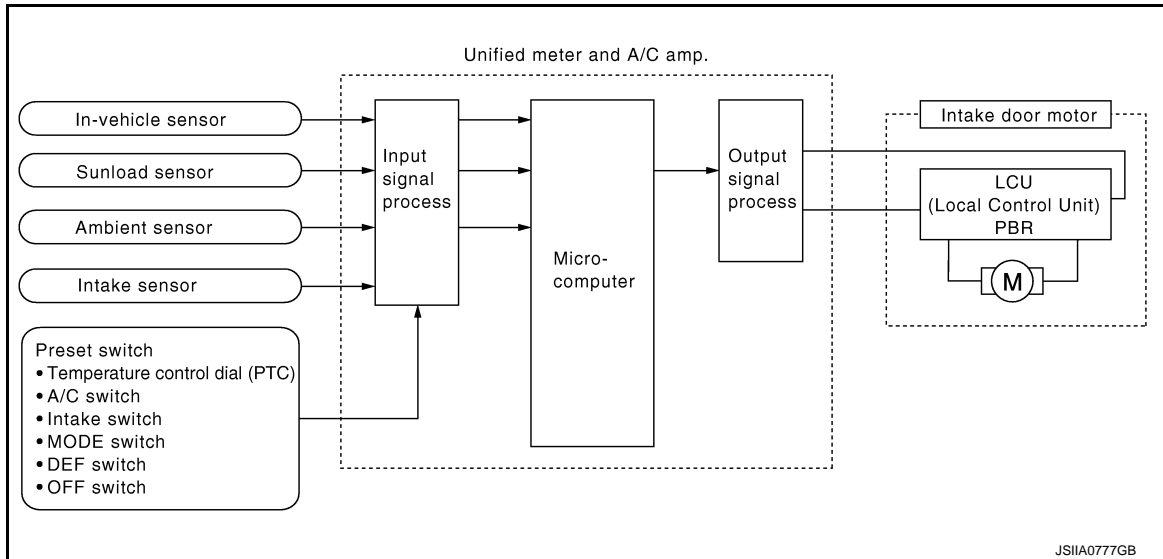 Unified meter and A/C amp.
In-vehicle sensor
Sunload sensor
Ambient sensor
Intake sensor
Preset switch
• Temperature control dial (PTC)
• A/C switch
• Intake switch
• MODE switch
• DEF switch
• OFF switch
Input
signal
process
Micro-
computer
Output
signal
process
Intake door motor
LCU
(Local Control Unit)
PBR
M
JSIIA0777GB